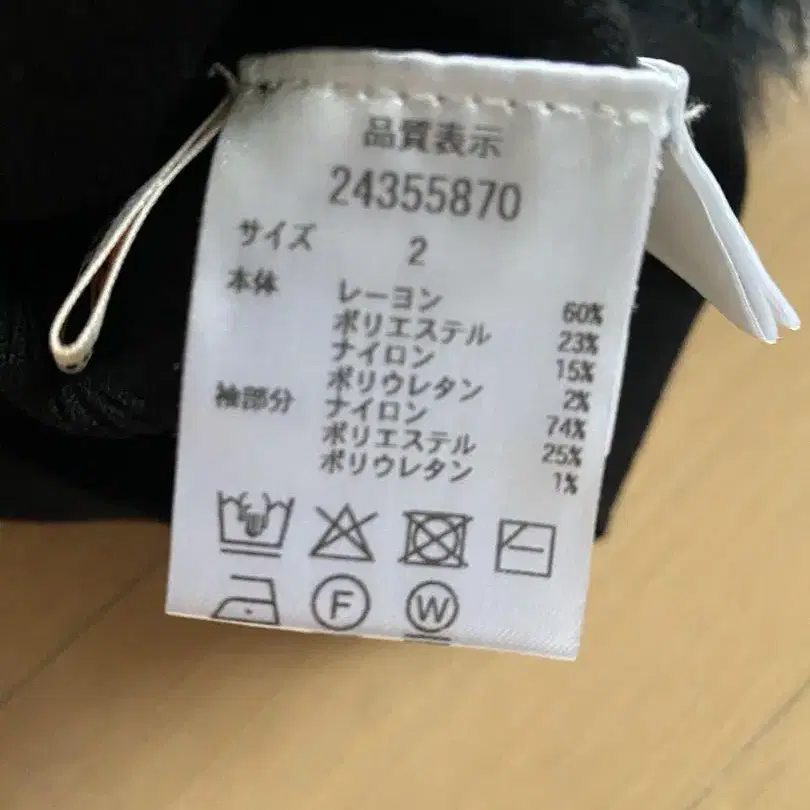 品質表示
24355870
サイズ 2
本体 レーヨン 60%
ポリエステル 23%
ナイロン 15%
ポリウレタン 2%
袖部分 ナイロン 74%
ポリエステル 25%
ポリウレタン 1%
F W